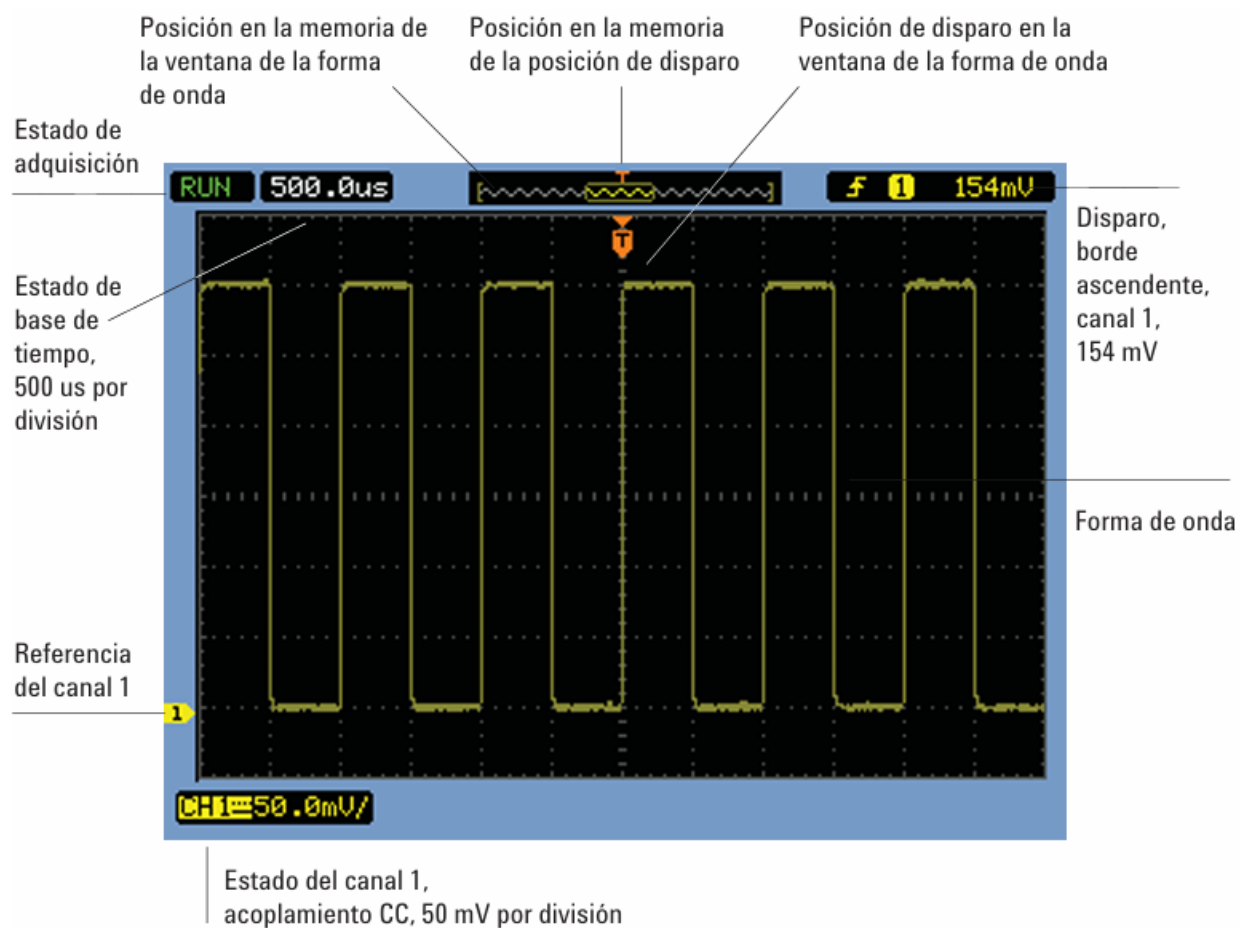 Posición en la memoria de
la ventana de la forma
de onda
Posición en la memoria
de la posición de disparo
Posición de disparo en la
ventana de la forma de onda
Estado de
adquisición
RUN
500.0us
T
1
154mV
T
Disparo,
borde
ascendente,
canal 1,
154 mV
Estado de
base de
tiempo,
500 us por
división
Forma de onda
Referencia
del canal 1
1
CH1 50.0mV/
Estado del canal 1,
acoplamiento CC, 50 mV por división